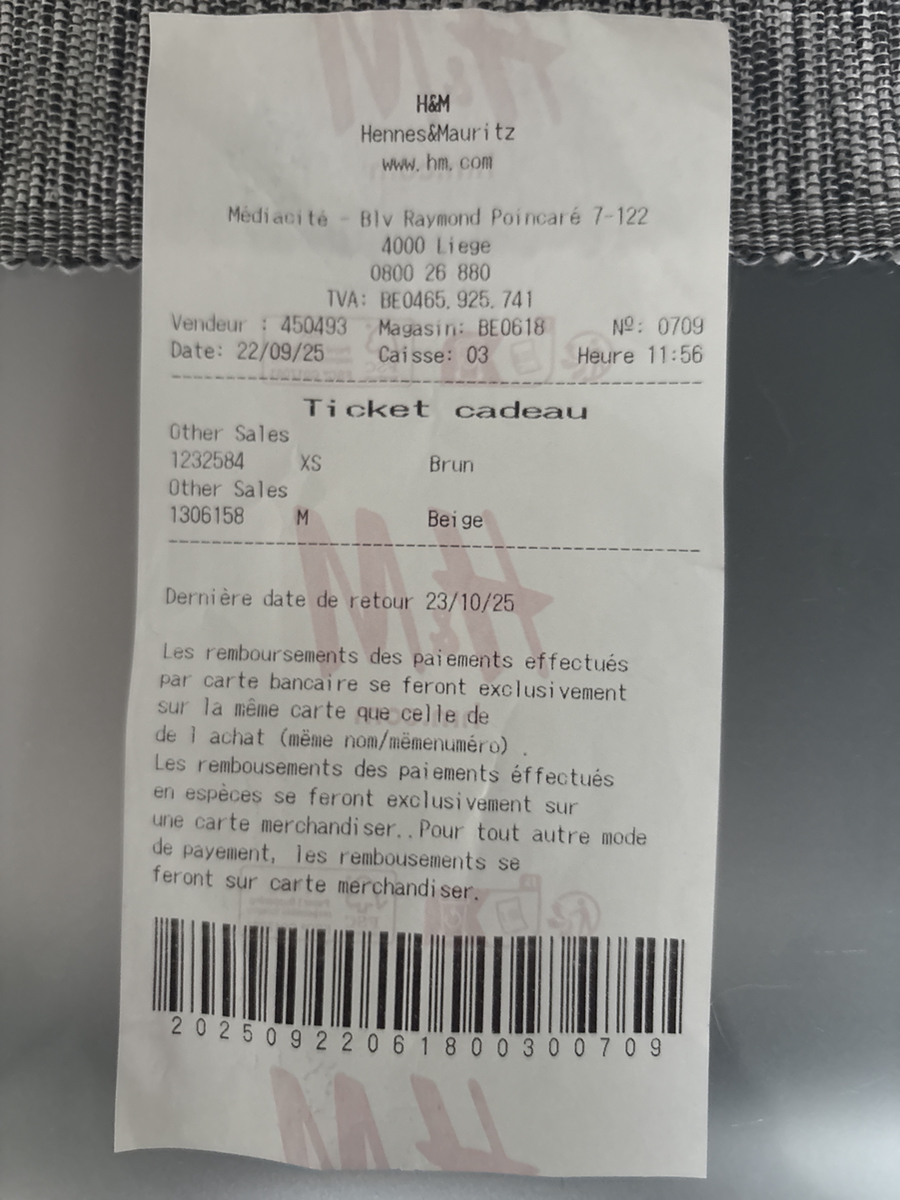 H&M
Hennes&Mauritz
www.hm.com
Médiacité - Blv Raymond Poincaré 7-122
4000 Liege
0800 26 880
TVA: BE0465.925.741
Vendeur : 450493 Magasin: BE0618 Nº: 0709
Date: 22/09/25 Caisse: 03 Heure 11:56
Ticket cadeau
Other Sales
1232584 XS Brun
Other Sales
1306158 M Beige
Dernière date de retour 23/10/25
Les remboursements des paiements effectués
par carte bancaire se feront exclusivement
sur la même carte que celle de
de l achat (même nom/mêmenuméro) .
Les rembousements des paiements éffectués
en espèces se feront exclusivement sur
une carte merchandiser..Pour tout autre mode
de payement, les rembousements se
feront sur carte merchandiser.
2025092206180030070​9